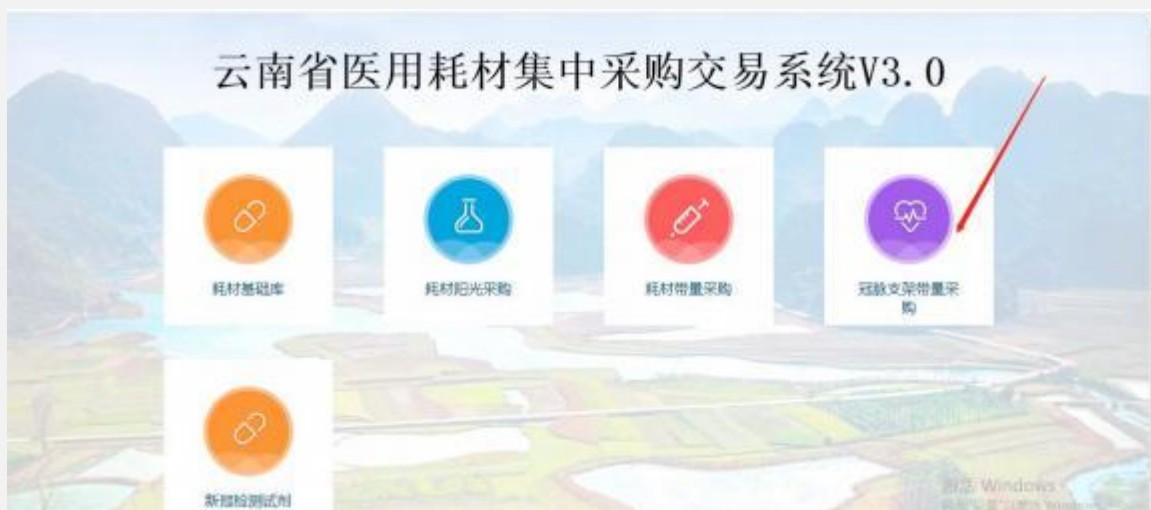 云南省医用耗材集中采购交易系统V3.0
耗材基础库
耗材阳光采购
耗材带量采购
冠脉支架带量采
购
新冠检测试剂
激活 Windows